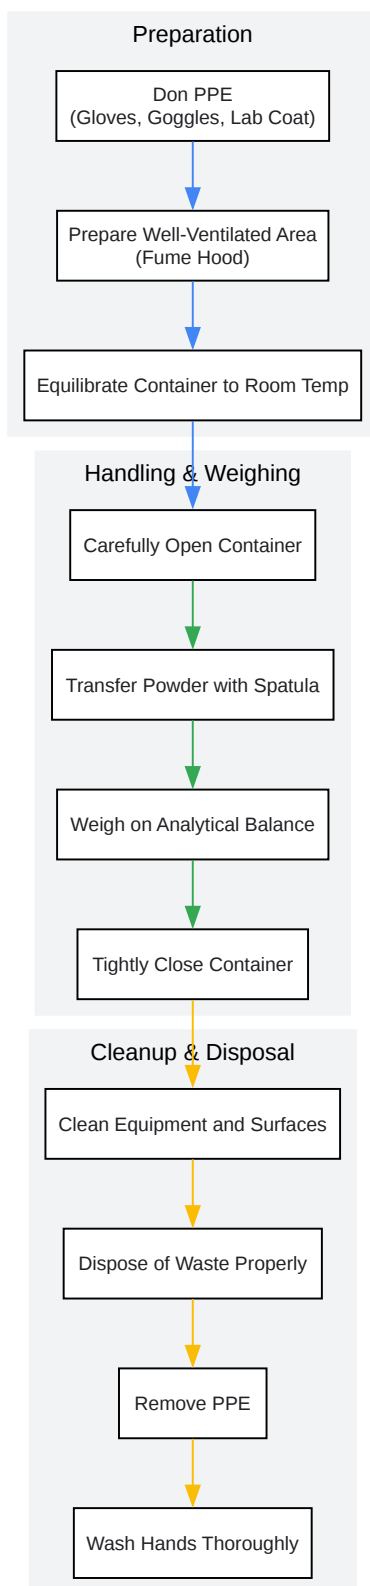 Preparation
Don PPE
(Gloves, Goggles, Lab Coat)
Prepare Well-Ventilated Area
(Fume Hood)
Equilibrate Container to Room Temp
Handling & Weighing
Carefully Open Container
Transfer Powder with Spatula
Weigh on Analytical Balance
Tightly Close Container
Cleanup & Disposal
Clean Equipment and Surfaces
Dispose of Waste Properly
Remove PPE
Wash Hands Thoroughly